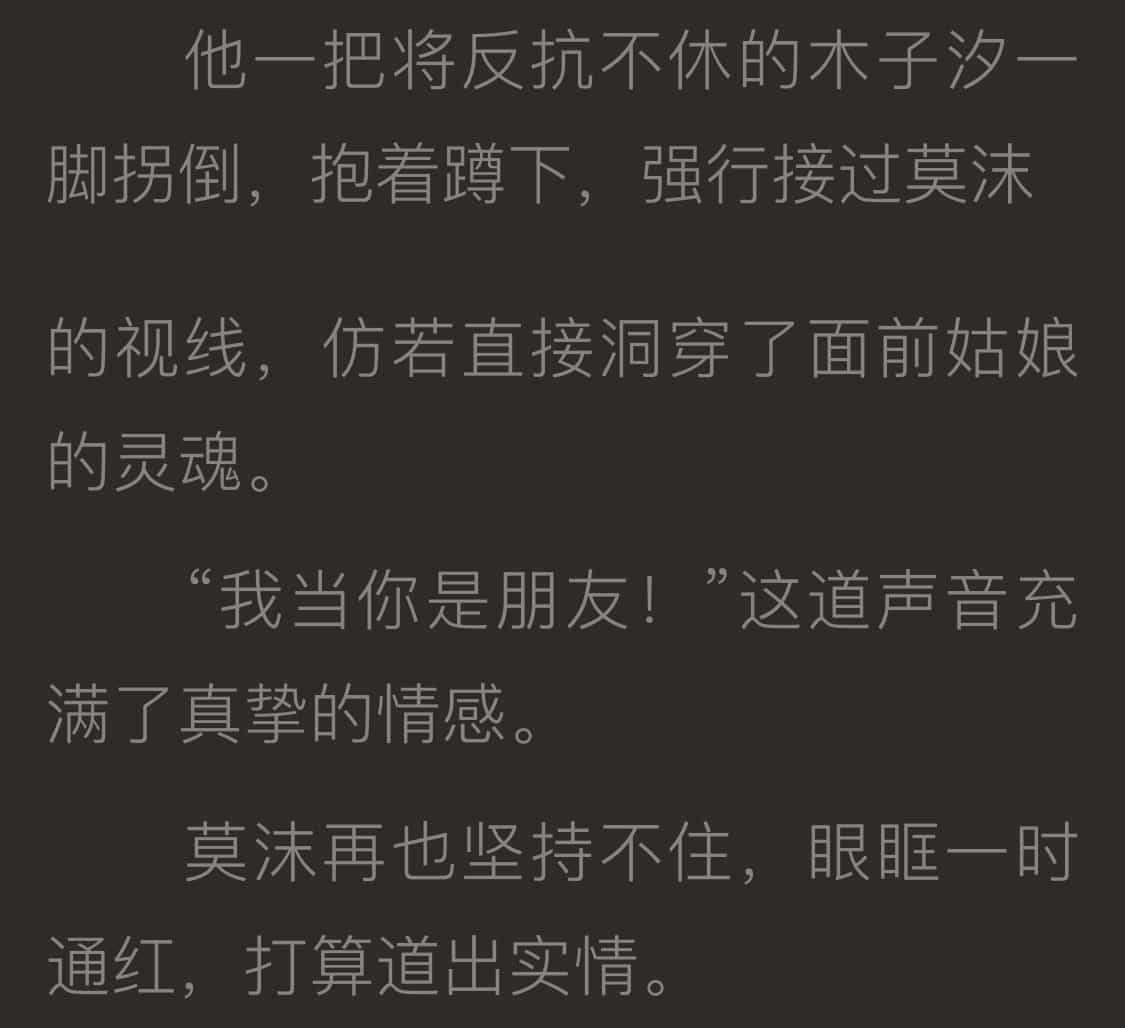 他一把将反抗不休的木子汐一
脚拐倒，抱着蹲下，强行接过莫沫
的视线，仿若直接洞穿了面前姑娘
的灵魂。
“我当你是朋友！”这道声音充
满了真挚的情感。
莫沫再也坚持不住，眼眶一时
通红，打算道出实情。